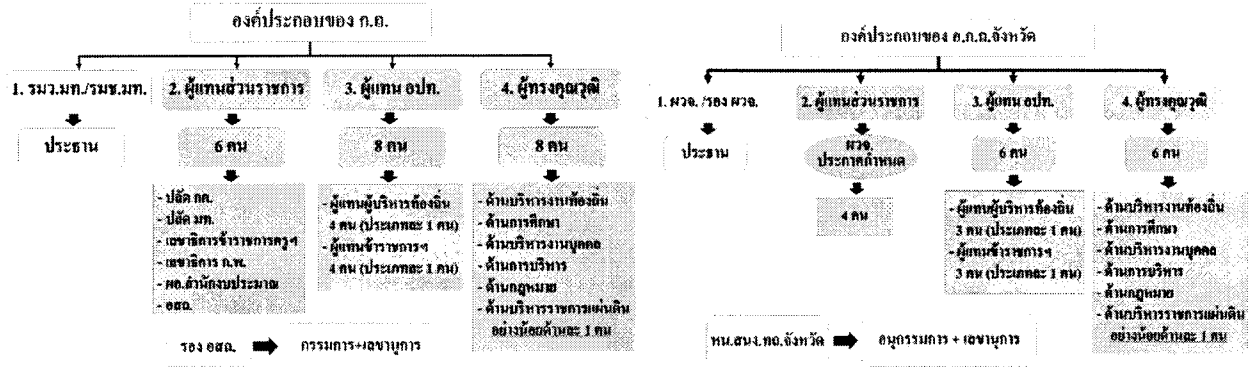 องค์ประกอบของ ก.ถ.
1. รมว.มท./รมช.มท.
ประธาน
2. ผู้แทนส่วนราชการ
6 คน
- ปลัด กค.
- ปลัด มท.
- เลขาธิการข้าราชการครูฯ
- เลขาธิการ ก.พ.
- ผอ.สำนักงบประมาณ
- อสถ.
3. ผู้แทน อปท.
8 คน
- ผู้แทนผู้บริหารท้องถิ่น
4 คน (ประเภทละ 1 คน)
- ผู้แทนข้าราชการฯ
4 คน (ประเภทละ 1 คน)
4. ผู้ทรงคุณวุฒิ
8 คน
- ด้านบริหารงานท้องถิ่น
- ด้านการศึกษา
- ด้านบริหารงานบุคคล
- ด้านการบริหาร
- ด้านกฎหมาย
- ด้านบริหารราชการแผ่นดิน
อย่างน้อยด้านละ 1 คน
รอง อสถ.
กรรมการ+เลขานุการ
องค์ประกอบของ อ.ก.ถ.จังหวัด
1. ผวจ. /รอง ผวจ.
ประธาน
2. ผู้แทนส่วนราชการ
ผวจ.
ประกาศกำหนด
4 คน
3. ผู้แทน อปท.
6 คน
- ผู้แทนผู้บริหารท้องถิ่น
3 คน (ประเภทละ 1 คน)
- ผู้แทนข้าราชการฯ
3 คน (ประเภทละ 1 คน)
4. ผู้ทรงคุณวุฒิ
6 คน
- ด้านบริหารงานท้องถิ่น
- ด้านการศึกษา
- ด้านบริหารงานบุคคล
- ด้านการบริหาร
- ด้านกฎหมาย
- ด้านบริหารราชการแผ่นดิน
อย่างน้อยด้านละ 1 คน
หน.สนง.ทถ.จังหวัด
อนุกรรมการ + เลขานุการ